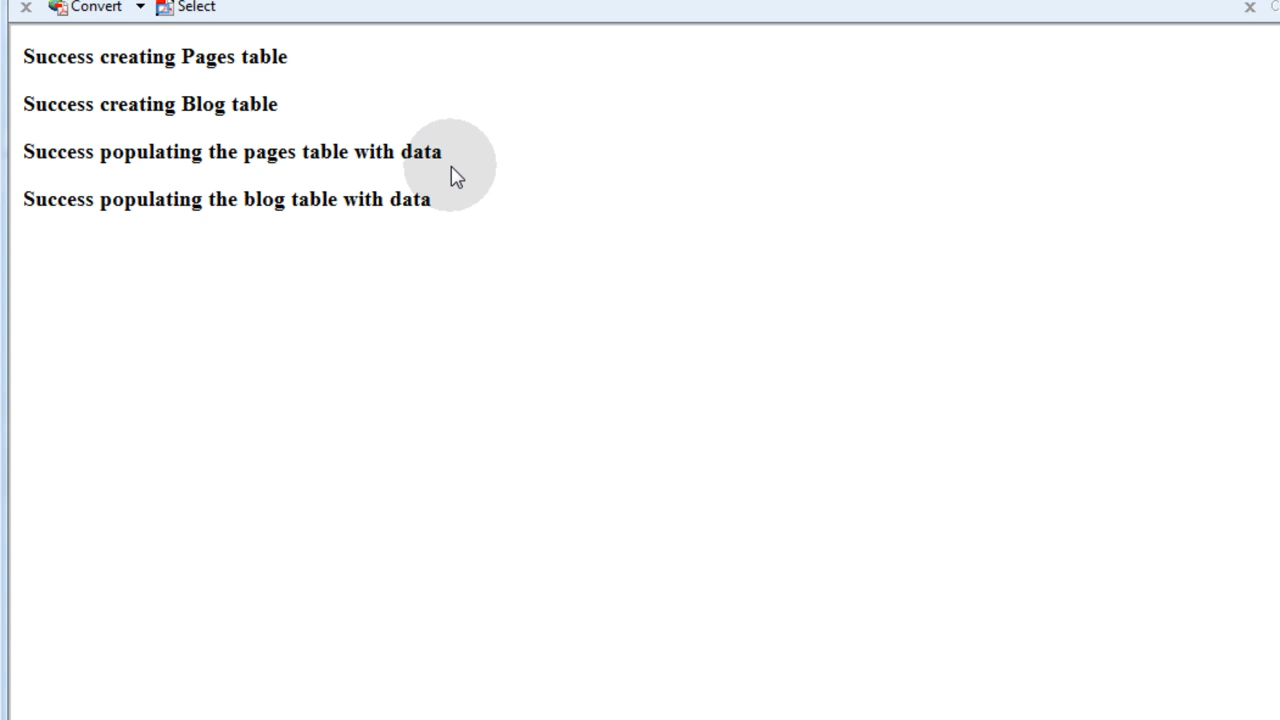 Convert Select
Success creating Pages table
Success creating Blog table
Success populating the pages table with data
Success populating the blog table with data